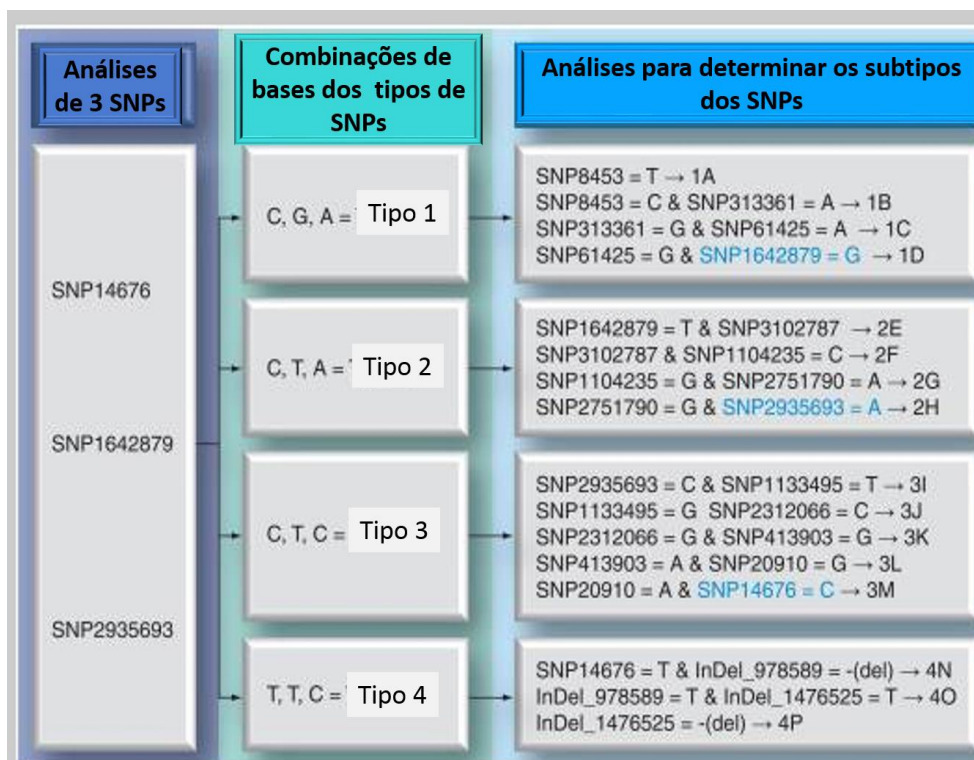 Análises
de 3 SNPs
Combinações de
bases dos tipos de
SNPs
Análises para determinar os subtipos
dos SNPs
SNP14676
SNP1642879
SNP2935693
C, G, A = Tipo 1
C, T, A = Tipo 2
C, T, C = Tipo 3
T, T, C = Tipo 4
SNP8453 = T → 1A
SNP8453 = C & SNP313361 = A → 1B
SNP313361 = G & SNP61425 = A → 1C
SNP61425 = G & SNP1642879 = G → 1D
SNP1642879 = T & SNP3102787 → 2E
SNP3102787 & SNP1104235 = C → 2F
SNP1104235 = G & SNP2751790 = A → 2G
SNP2751790 = G & SNP2935693 = A → 2H
SNP2935693 = C & SNP1133495 = T → 3I
SNP1133495 = G SNP2312066 = C → 3J
SNP2312066 = G & SNP413903 = G → 3K
SNP413903 = A & SNP20910 = G → 3L
SNP20910 = A & SNP14676 = C → 3M
SNP14676 = T & InDel_978589 = -(del) → 4N
InDel_978589 = T & InDel_1476525 = T → 4O
InDel_1476525 = -(del) → 4P